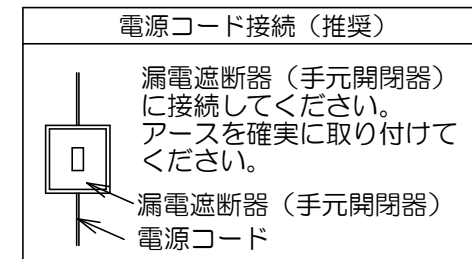 電源コード接続（推奨）
漏電遮断器（手元開閉器）
に接続してください。
アースを確実に取り付けて
ください。
漏電遮断器（手元開閉器）
電源コード